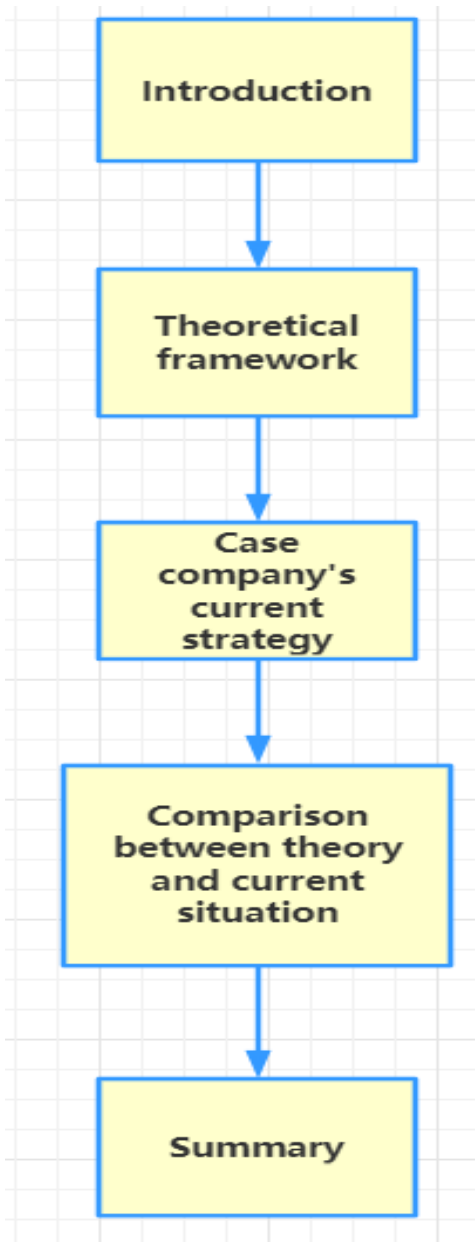 Introduction
Theoretical
framework
Case
company's
current
strategy
Comparison
between theory
and current
situation
Summary